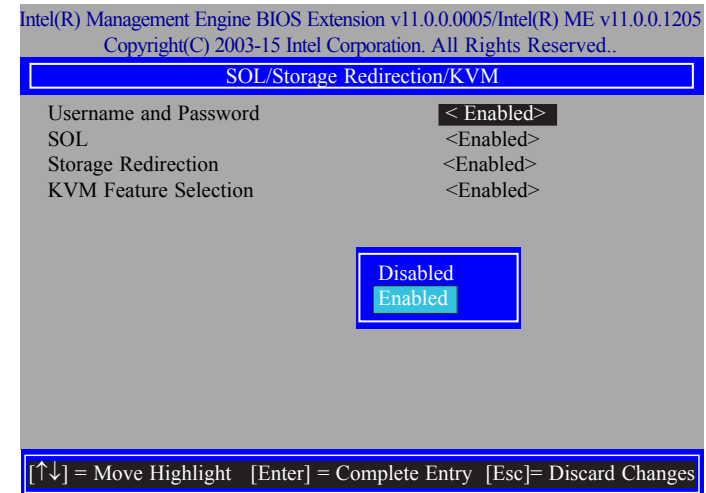 Intel(R) Management Engine BIOS Extension v11.0.0.0005/Intel(R) ME v11.0.0.1205
Copyright(C) 2003-15 Intel Corporation. All Rights Reserved..
SOL/Storage Redirection/KVM
Username and Password < Enabled>
SOL <Enabled>
Storage Redirection <Enabled>
KVM Feature Selection <Enabled>
Disabled
Enabled
[↑↓] = Move Highlight [Enter] = Complete Entry [Esc]= Discard Changes